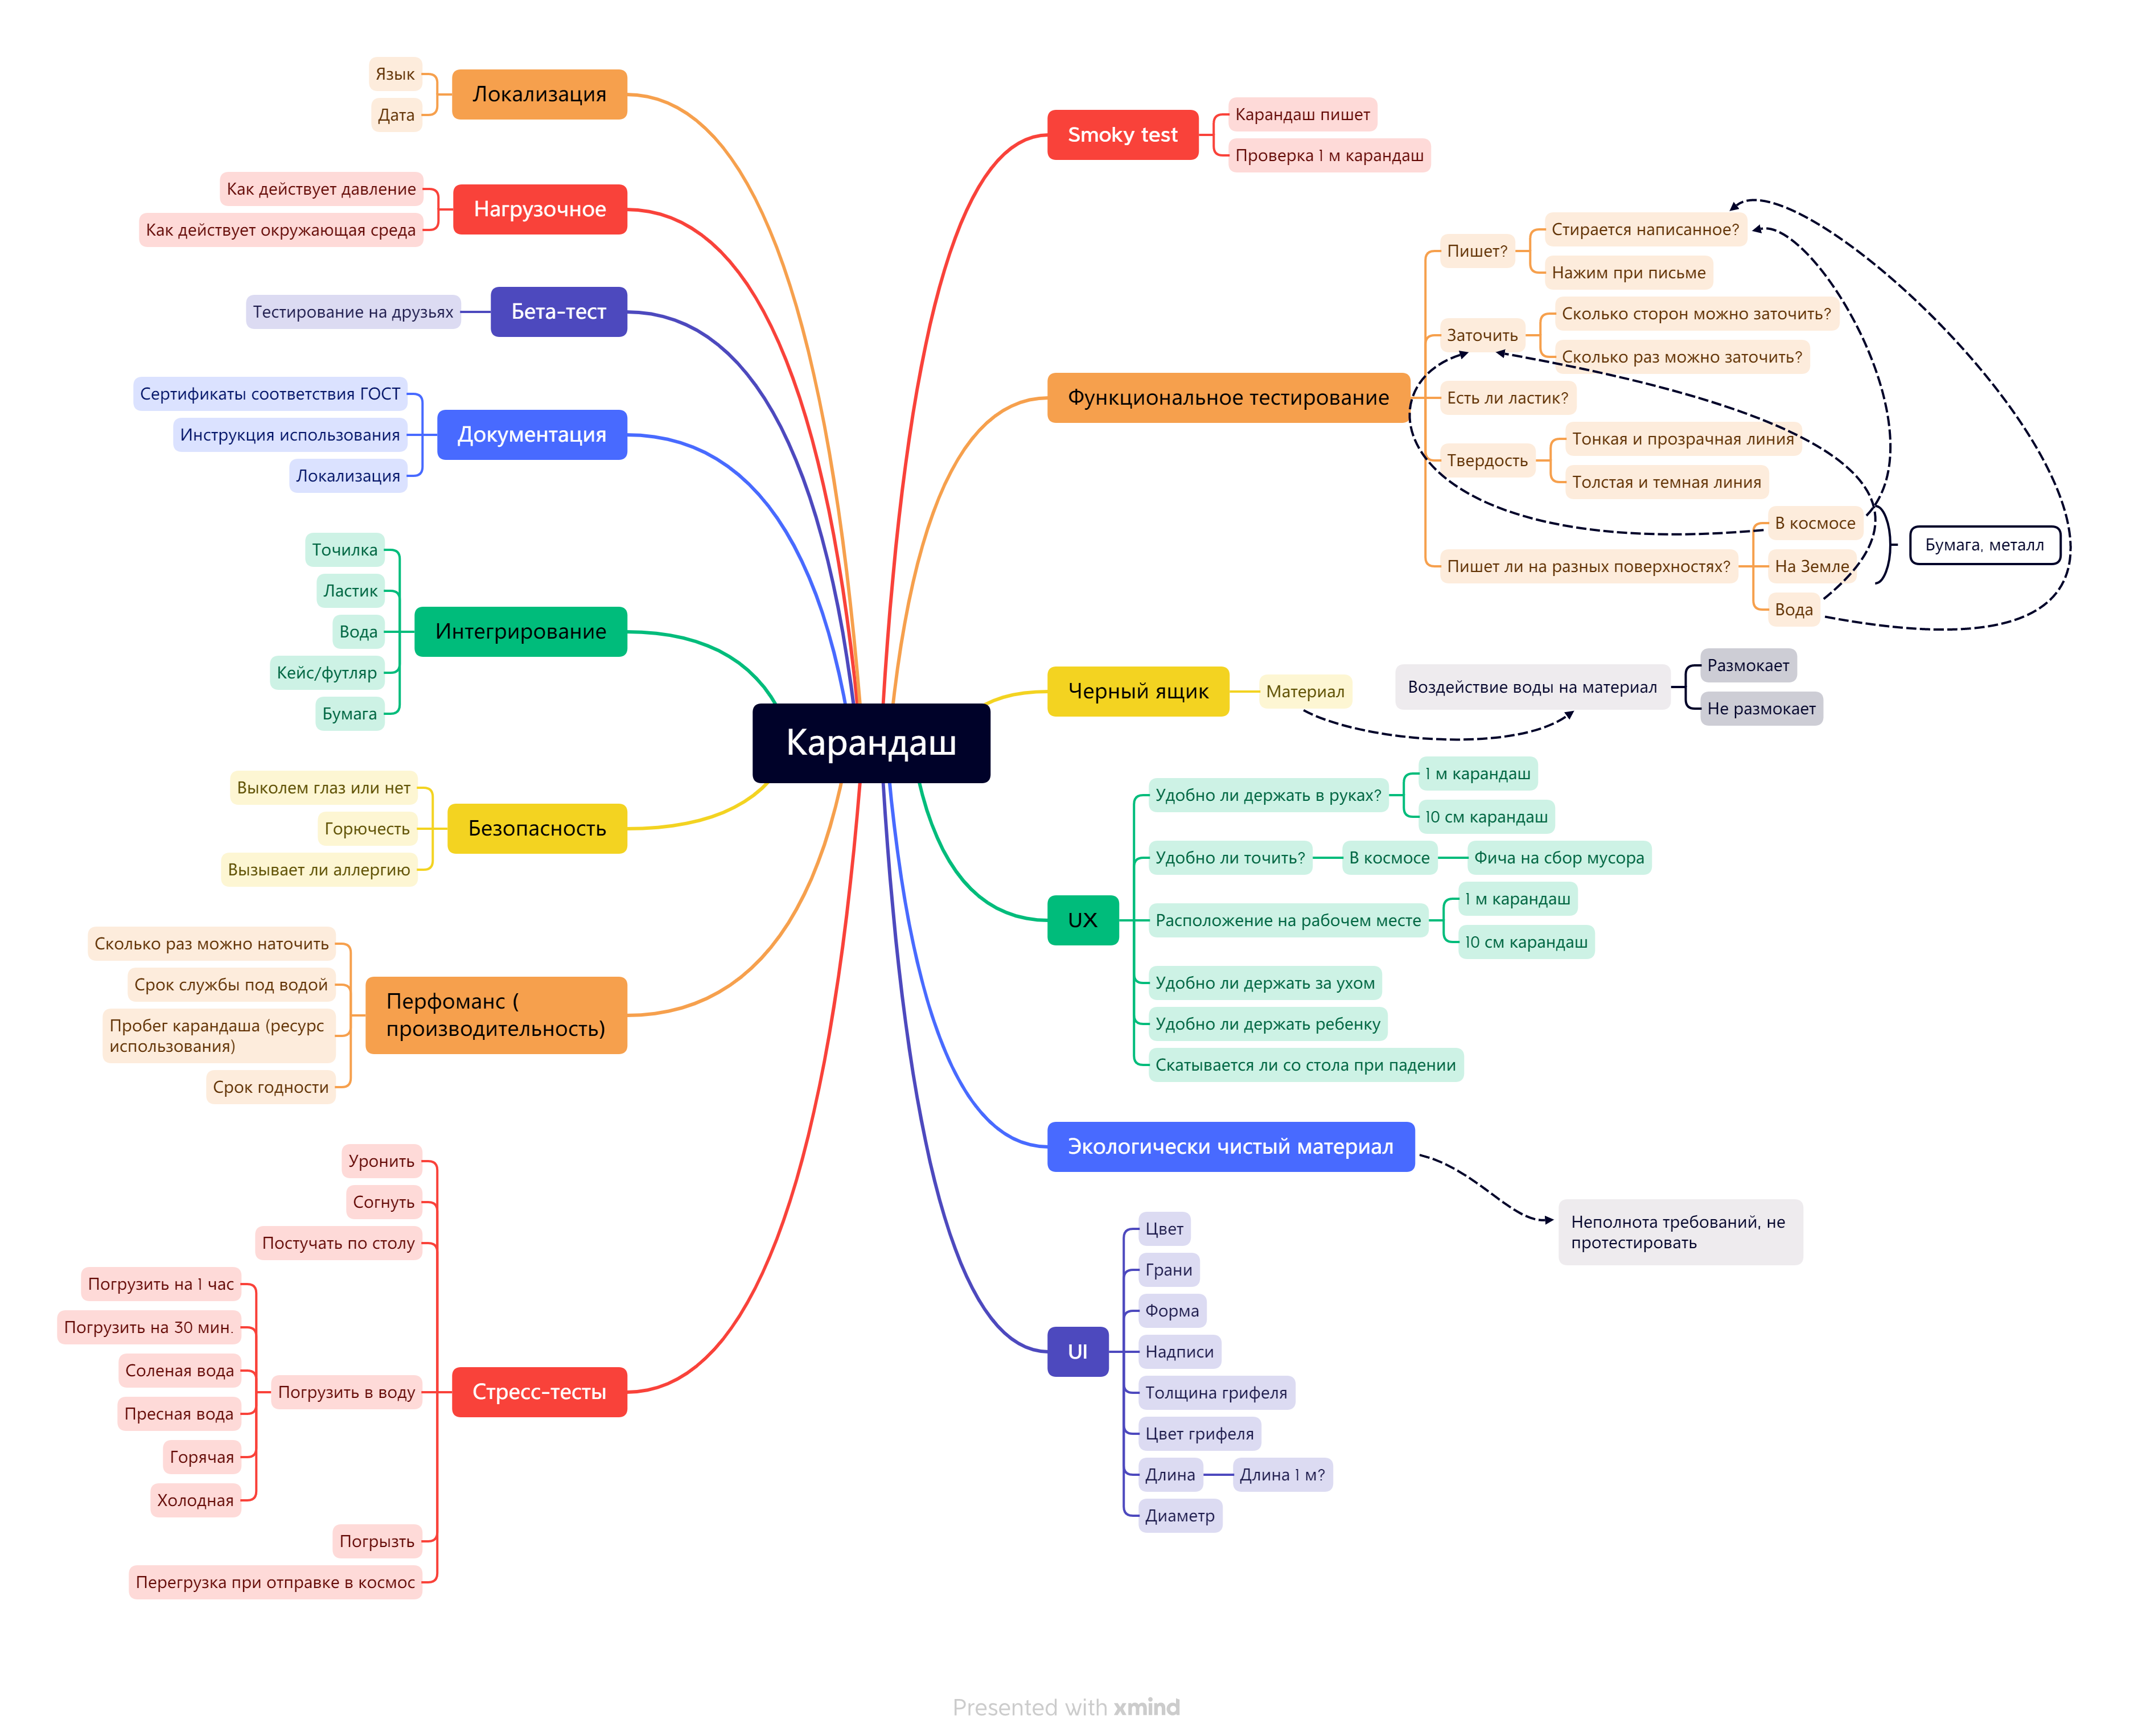 Карандаш
Smoky test
Карандаш пишет
Проверка 1 м карандаш
Функциональное тестирование
Пишет?
Стирается написанное?
Нажим при письме
Заточить
Сколько сторон можно заточить?
Сколько раз можно заточить?
Есть ли ластик?
Твердость
Тонкая и прозрачная линия
Толстая и темная линия
Пишет ли на разных поверхностях?
В космосе
На Земле
Вода
Бумага, металл
Черный ящик
Материал
Воздействие воды на материал
Размокает
Не размокает
UX
Удобно ли держать в руках?
1 м карандаш
10 см карандаш
Удобно ли точить?
В космосе
Фича на сбор мусора
Расположение на рабочем месте
1 м карандаш
10 см карандаш
Удобно ли держать за ухом
Удобно ли держать ребенку
Скатывается ли со стола при падении
Экологически чистый материал
Неполнота требований, не
протестировать
UI
Цвет
Грани
Форма
Надписи
Толщина грифеля
Цвет грифеля
Длина
Длина 1 м?
Диаметр
Локализация
Язык
Дата
Нагрузочное
Как действует давление
Как действует окружающая среда
Бета-тест
Тестирование на друзьях
Документация
Сертификаты соответствия ГОСТ
Инструкция использования
Локализация
Интегрирование
Точилка
Ластик
Вода
Кейс/футляр
Бумага
Безопасность
Выколем глаз или нет
Горючесть
Вызывает ли аллергию
Перфоманс (
производительность)
Сколько раз можно наточить
Срок службы под водой
Пробег карандаша (ресурс
использования)
Срок годности
Стресс-тесты
Уронить
Согнуть
Постучать по столу
Погрузить в воду
Погрузить на 1 час
Погрузить на 30 мин.
Соленая вода
Пресная вода
Горячая
Холодная
Погрызть
Перегрузка при отправке в космос
Presented with xmind